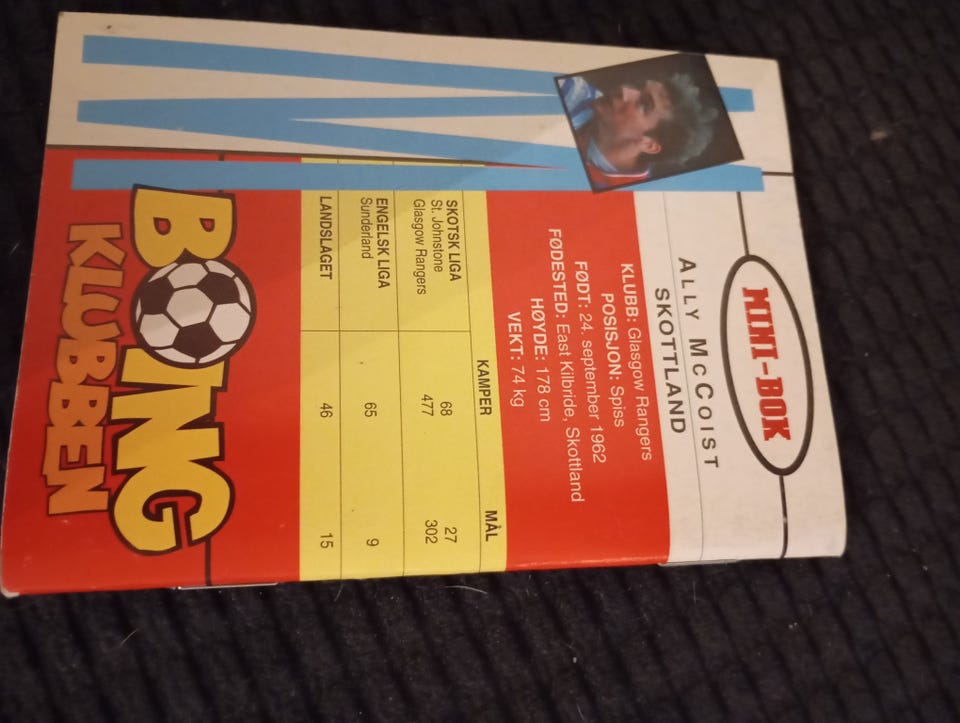 MINI-BOK
ALLY McCOIST
SKOTTLAND
KLUBB: Glasgow Rangers
POSISJON: Spiss
FØDT: 24. september 1962
FØDESTED: East Kilbride, Skottland
HØYDE: 178 cm
VEKT: 74 kg
KAMPER MÅL
SKOTSK LIGA
St. Johnstone 68 27
Glasgow Rangers 477 302
ENGELSK LIGA
Sunderland 65 9
LANDSLAGET 46 15
BONG
KLUBBEN